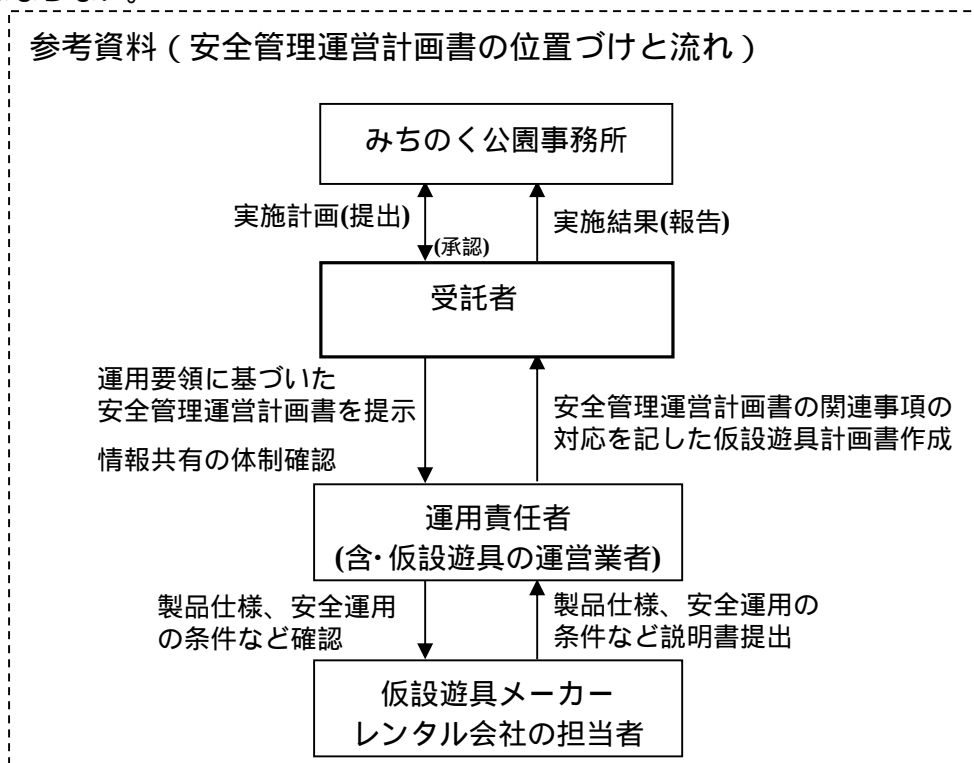 参考資料（安全管理運営計画書の位置づけと流れ）
みちのく公園事務所
実施計画(提出)
実施結果(報告)
(承認)
受託者
運用要領に基づいた
安全管理運営計画書を提示
情報共有の体制確認
安全管理運営計画書の関連事項の
対応を記した仮設遊具計画書作成
運用責任者
(含・仮設遊具の運営業者)
製品仕様、安全運用
の条件など確認
製品仕様、安全運用の
条件など説明書提出
仮設遊具メーカー
レンタル会社の担当者